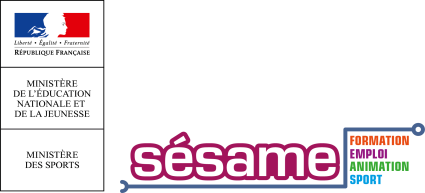 Liberté • Égalité • Fraternité
RÉPUBLIQUE FRANÇAISE
MINISTÈRE
DE L'ÉDUCATION
NATIONALE ET
DE LA JEUNESSE
MINISTÈRE
DES SPORTS
sésame
FORMATION
EMPLOI
ANIMATION
SPORT